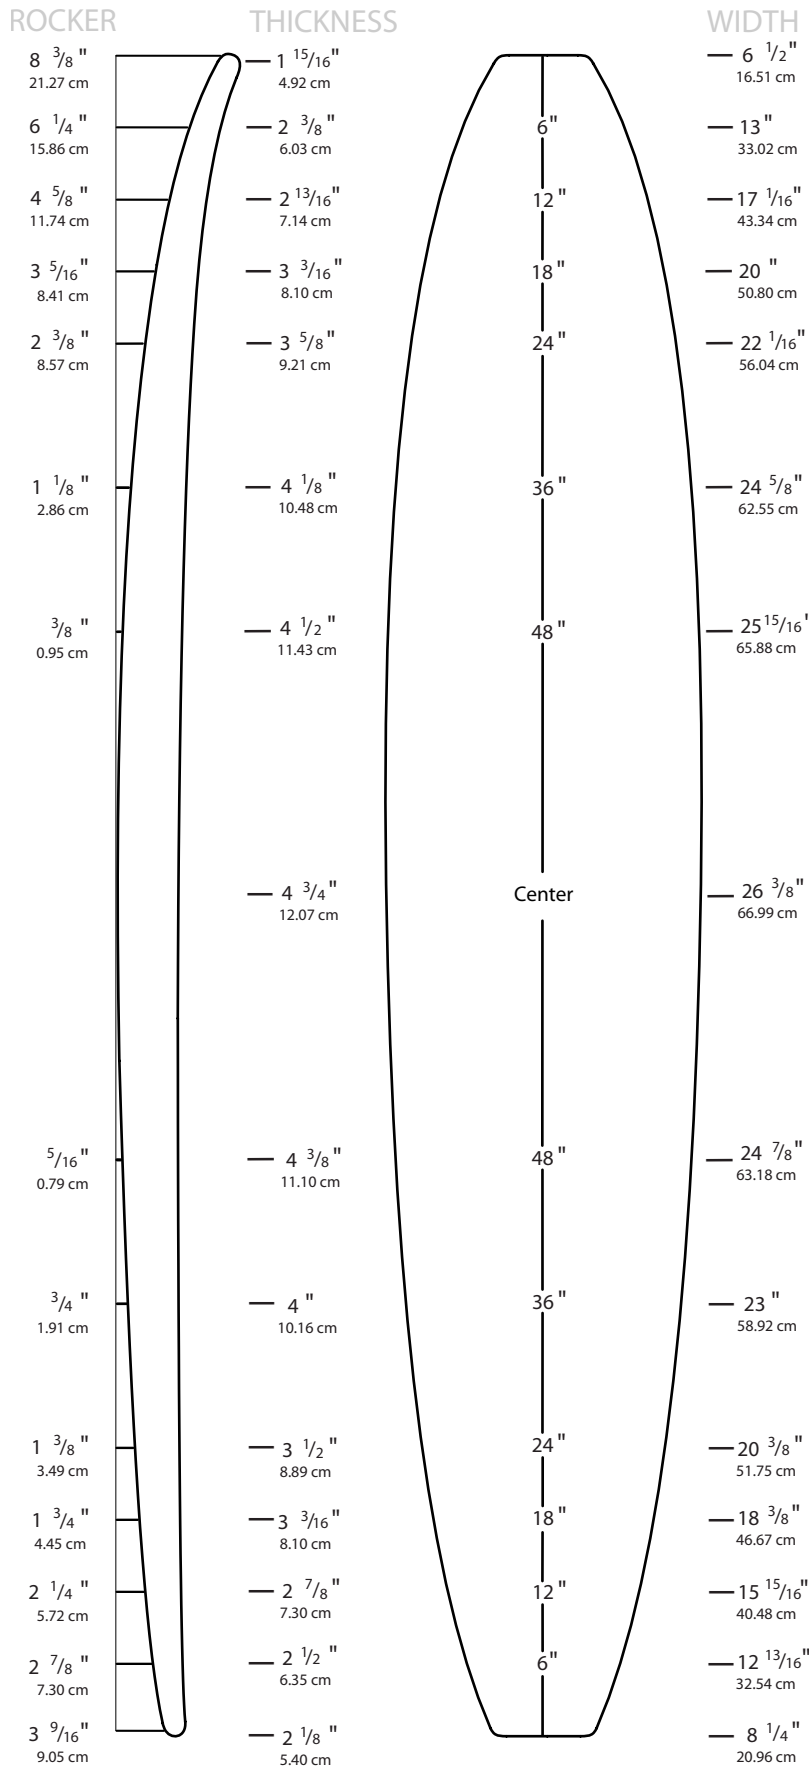 ROCKER THICKNESS WIDTH
8 3/8" 1 15/16" 6 1/2"
21.27 cm 4.92 cm 16.51 cm
6 1/4" 2 3/8" 6" 13"
15.86 cm 6.03 cm 33.02 cm
4 5/8" 2 13/16" 12" 17 1/16"
11.74 cm 7.14 cm 43.34 cm
3 5/16" 3 3/16" 18" 20 "
8.41 cm 8.10 cm 50.80 cm
2 3/8" 3 5/8" 24" 22 1/16"
8.57 cm 9.21 cm 56.04 cm
1 1/8" 4 1/8" 36" 24 5/8"
2.86 cm 10.48 cm 62.55 cm
3/8" 4 1/2" 48" 25 15/16'
0.95 cm 11.43 cm 65.88 cm
4 3/4" Center 26 3/8"
12.07 cm 66.99 cm
5/16" 4 3/8" 48" 24 7/8"
0.79 cm 11.10 cm 63.18 cm
3/4" 4 " 36" 23 "
1.91 cm 10.16 cm 58.92 cm
1 3/8" 3 1/2" 24" 20 3/8"
3.49 cm 8.89 cm 51.75 cm
1 3/4" 3 3/16" 18" 18 3/8"
4.45 cm 8.10 cm 46.67 cm
2 1/4" 2 7/8" 12" 15 15/16"
5.72 cm 7.30 cm 40.48 cm
2 7/8" 2 1/2" 6" 12 13/16"
7.30 cm 6.35 cm 32.54 cm
3 9/16" 2 1/8" 8 1/4"
9.05 cm 5.40 cm 20.96 cm